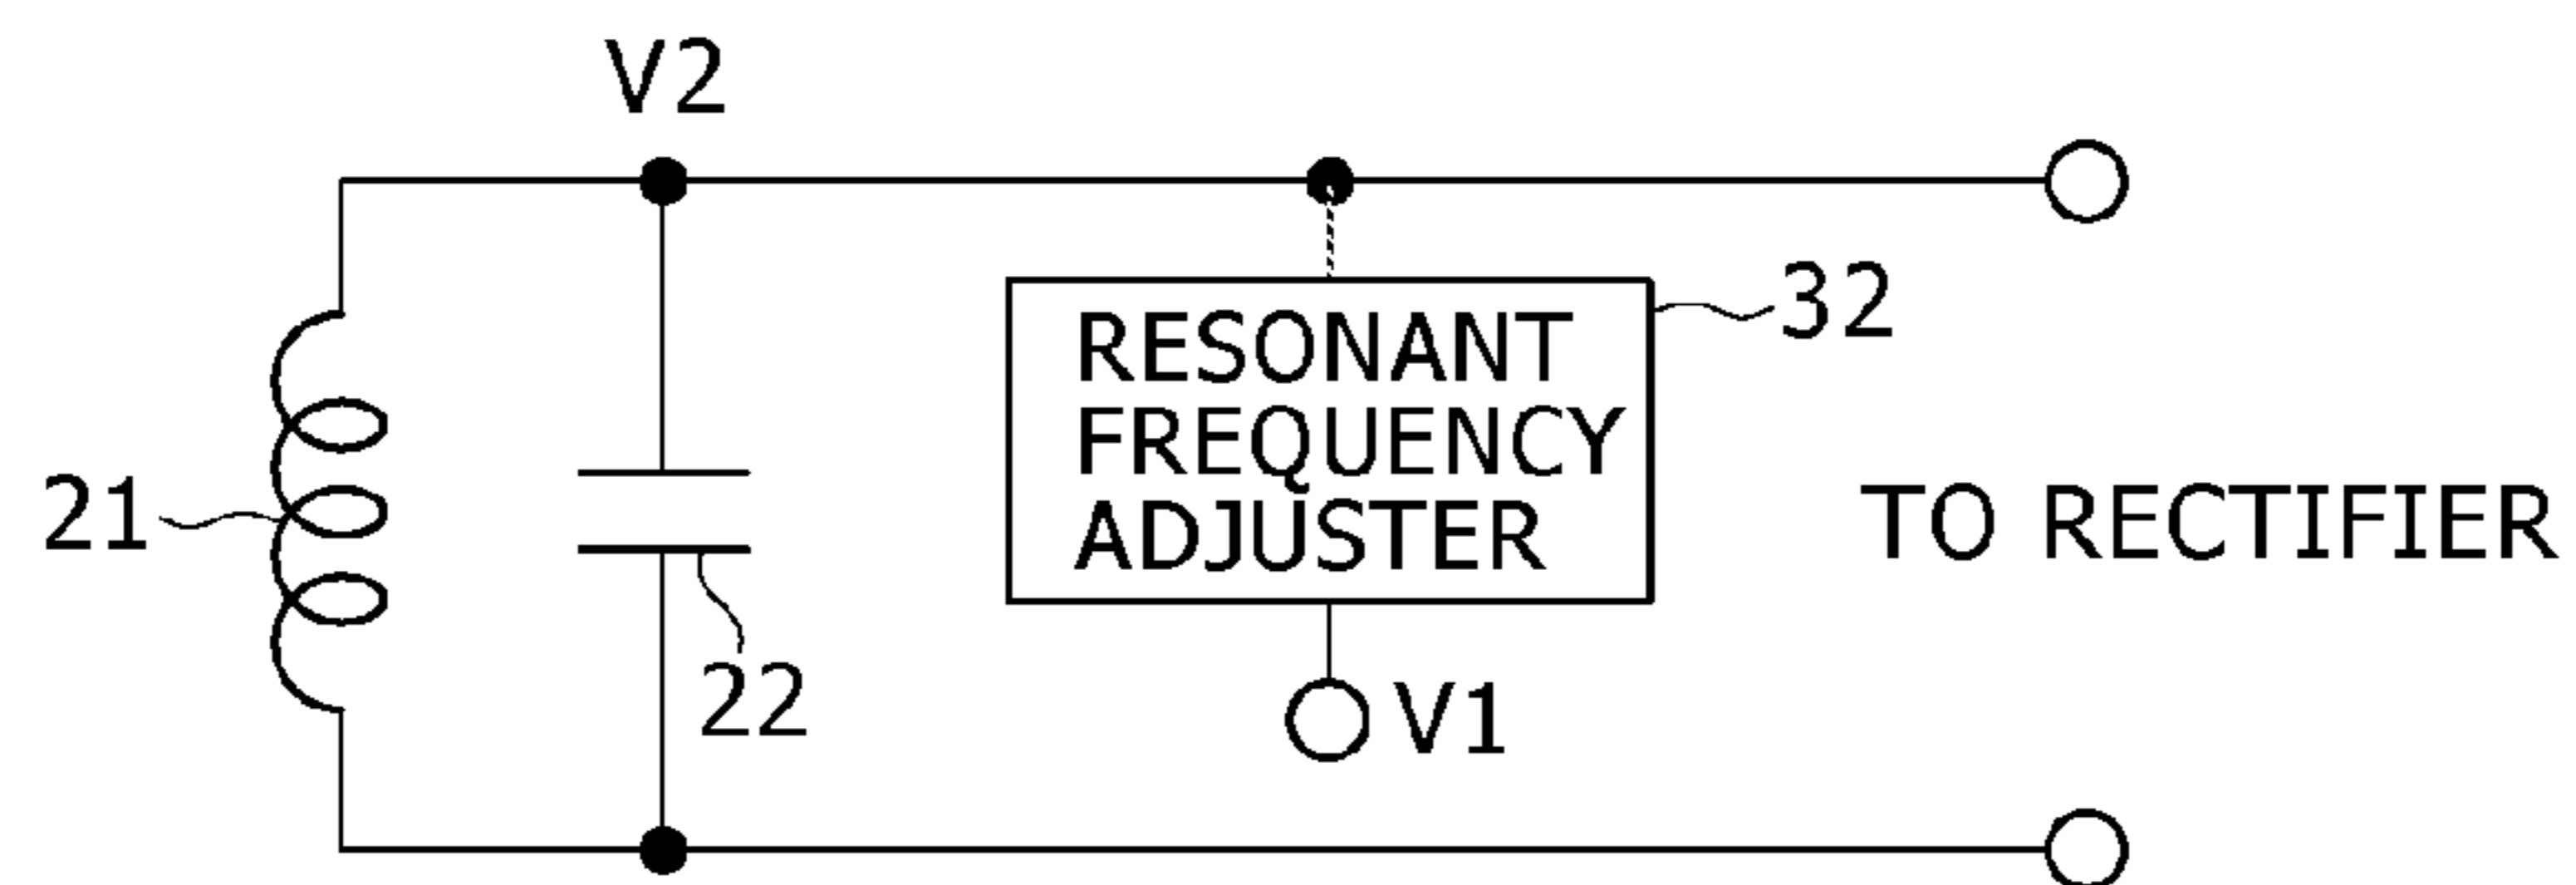 V2
32
RESONANT
FREQUENCY
ADJUSTER
21
TO RECTIFIER
22
V1